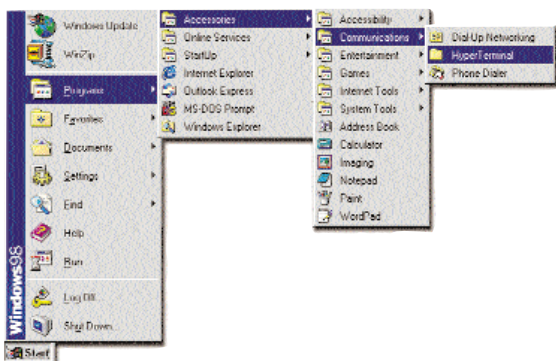 Windows Update
WinZip
Programs
Favorites
Documents
Settings
Find
Help
Run
Log Off...
Shut Down...
Windows98
Start
Accessories
Online Services
StartUp
Internet Explorer
Outlook Express
MS-DOS Prompt
Windows Explorer
Accessibility
Communications
Entertainment
Games
Internet Tools
System Tools
Address Book
Calculator
Imaging
Notepad
Paint
WordPad
Dial-Up Networking
HyperTerminal
Phone Dialer